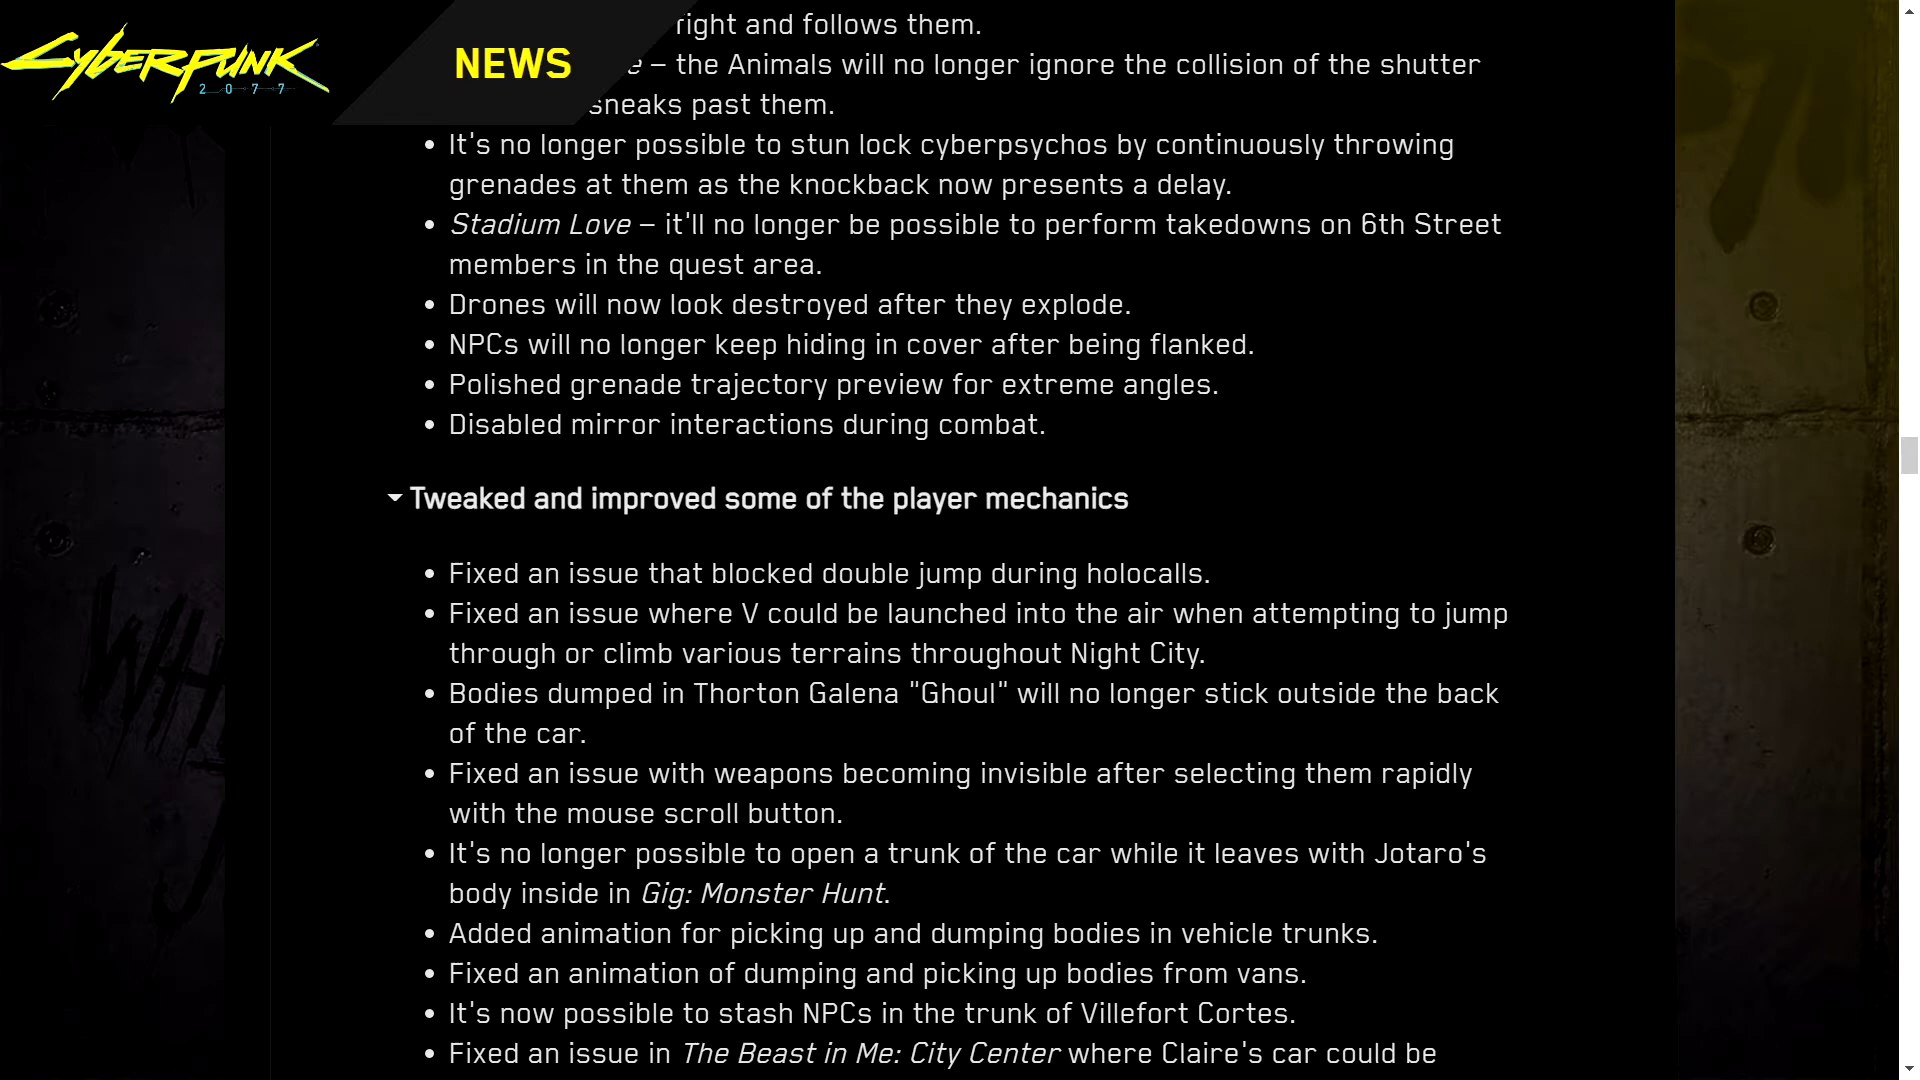 CYBERPUNK
2077
NEWS
right and follows them.
e – the Animals will no longer ignore the collision of the shutter
sneaks past them.
• It's no longer possible to stun lock cyberpsychos by continuously throwing
grenades at them as the knockback now presents a delay.
• Stadium Love – it'll no longer be possible to perform takedowns on 6th Street
members in the quest area.
• Drones will now look destroyed after they explode.
• NPCs will no longer keep hiding in cover after being flanked.
• Polished grenade trajectory preview for extreme angles.
• Disabled mirror interactions during combat.
Tweaked and improved some of the player mechanics
• Fixed an issue that blocked double jump during holocalls.
• Fixed an issue where V could be launched into the air when attempting to jump
through or climb various terrains throughout Night City.
• Bodies dumped in Thorton Galena "Ghoul" will no longer stick outside the back
of the car.
• Fixed an issue with weapons becoming invisible after selecting them rapidly
with the mouse scroll button.
• It's no longer possible to open a trunk of the car while it leaves with Jotaro's
body inside in Gig: Monster Hunt.
• Added animation for picking up and dumping bodies in vehicle trunks.
• Fixed an animation of dumping and picking up bodies from vans.
• It's now possible to stash NPCs in the trunk of Villefort Cortes.
• Fixed an issue in The Beast in Me: City Center where Claire's car could be